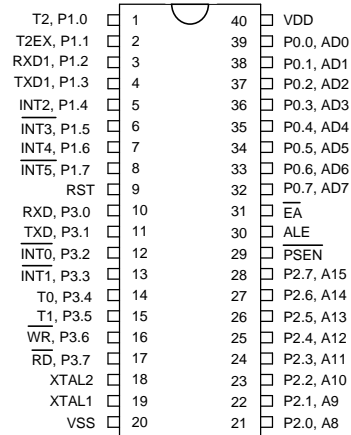 T2, P1.0 1 40 VDD
T2EX, P1.1 2 39 P0.0, AD0
RXD1, P1.2 3 38 P0.1, AD1
TXD1, P1.3 4 37 P0.2, AD2
INT2, P1.4 5 36 P0.3, AD3
INT3, P1.5 6 35 P0.4, AD4
INT4, P1.6 7 34 P0.5, AD5
INT5, P1.7 8 33 P0.6, AD6
RST 9 32 P0.7, AD7
RXD, P3.0 10 31 EA
TXD, P3.1 11 30 ALE
INT0, P3.2 12 29 PSEN
INT1, P3.3 13 28 P2.7, A15
T0, P3.4 14 27 P2.6, A14
T1, P3.5 15 26 P2.5, A13
WR, P3.6 16 25 P2.4, A12
RD, P3.7 17 24 P2.3, A11
XTAL2 18 23 P2.2, A10
XTAL1 19 22 P2.1, A9
VSS 20 21 P2.0, A8